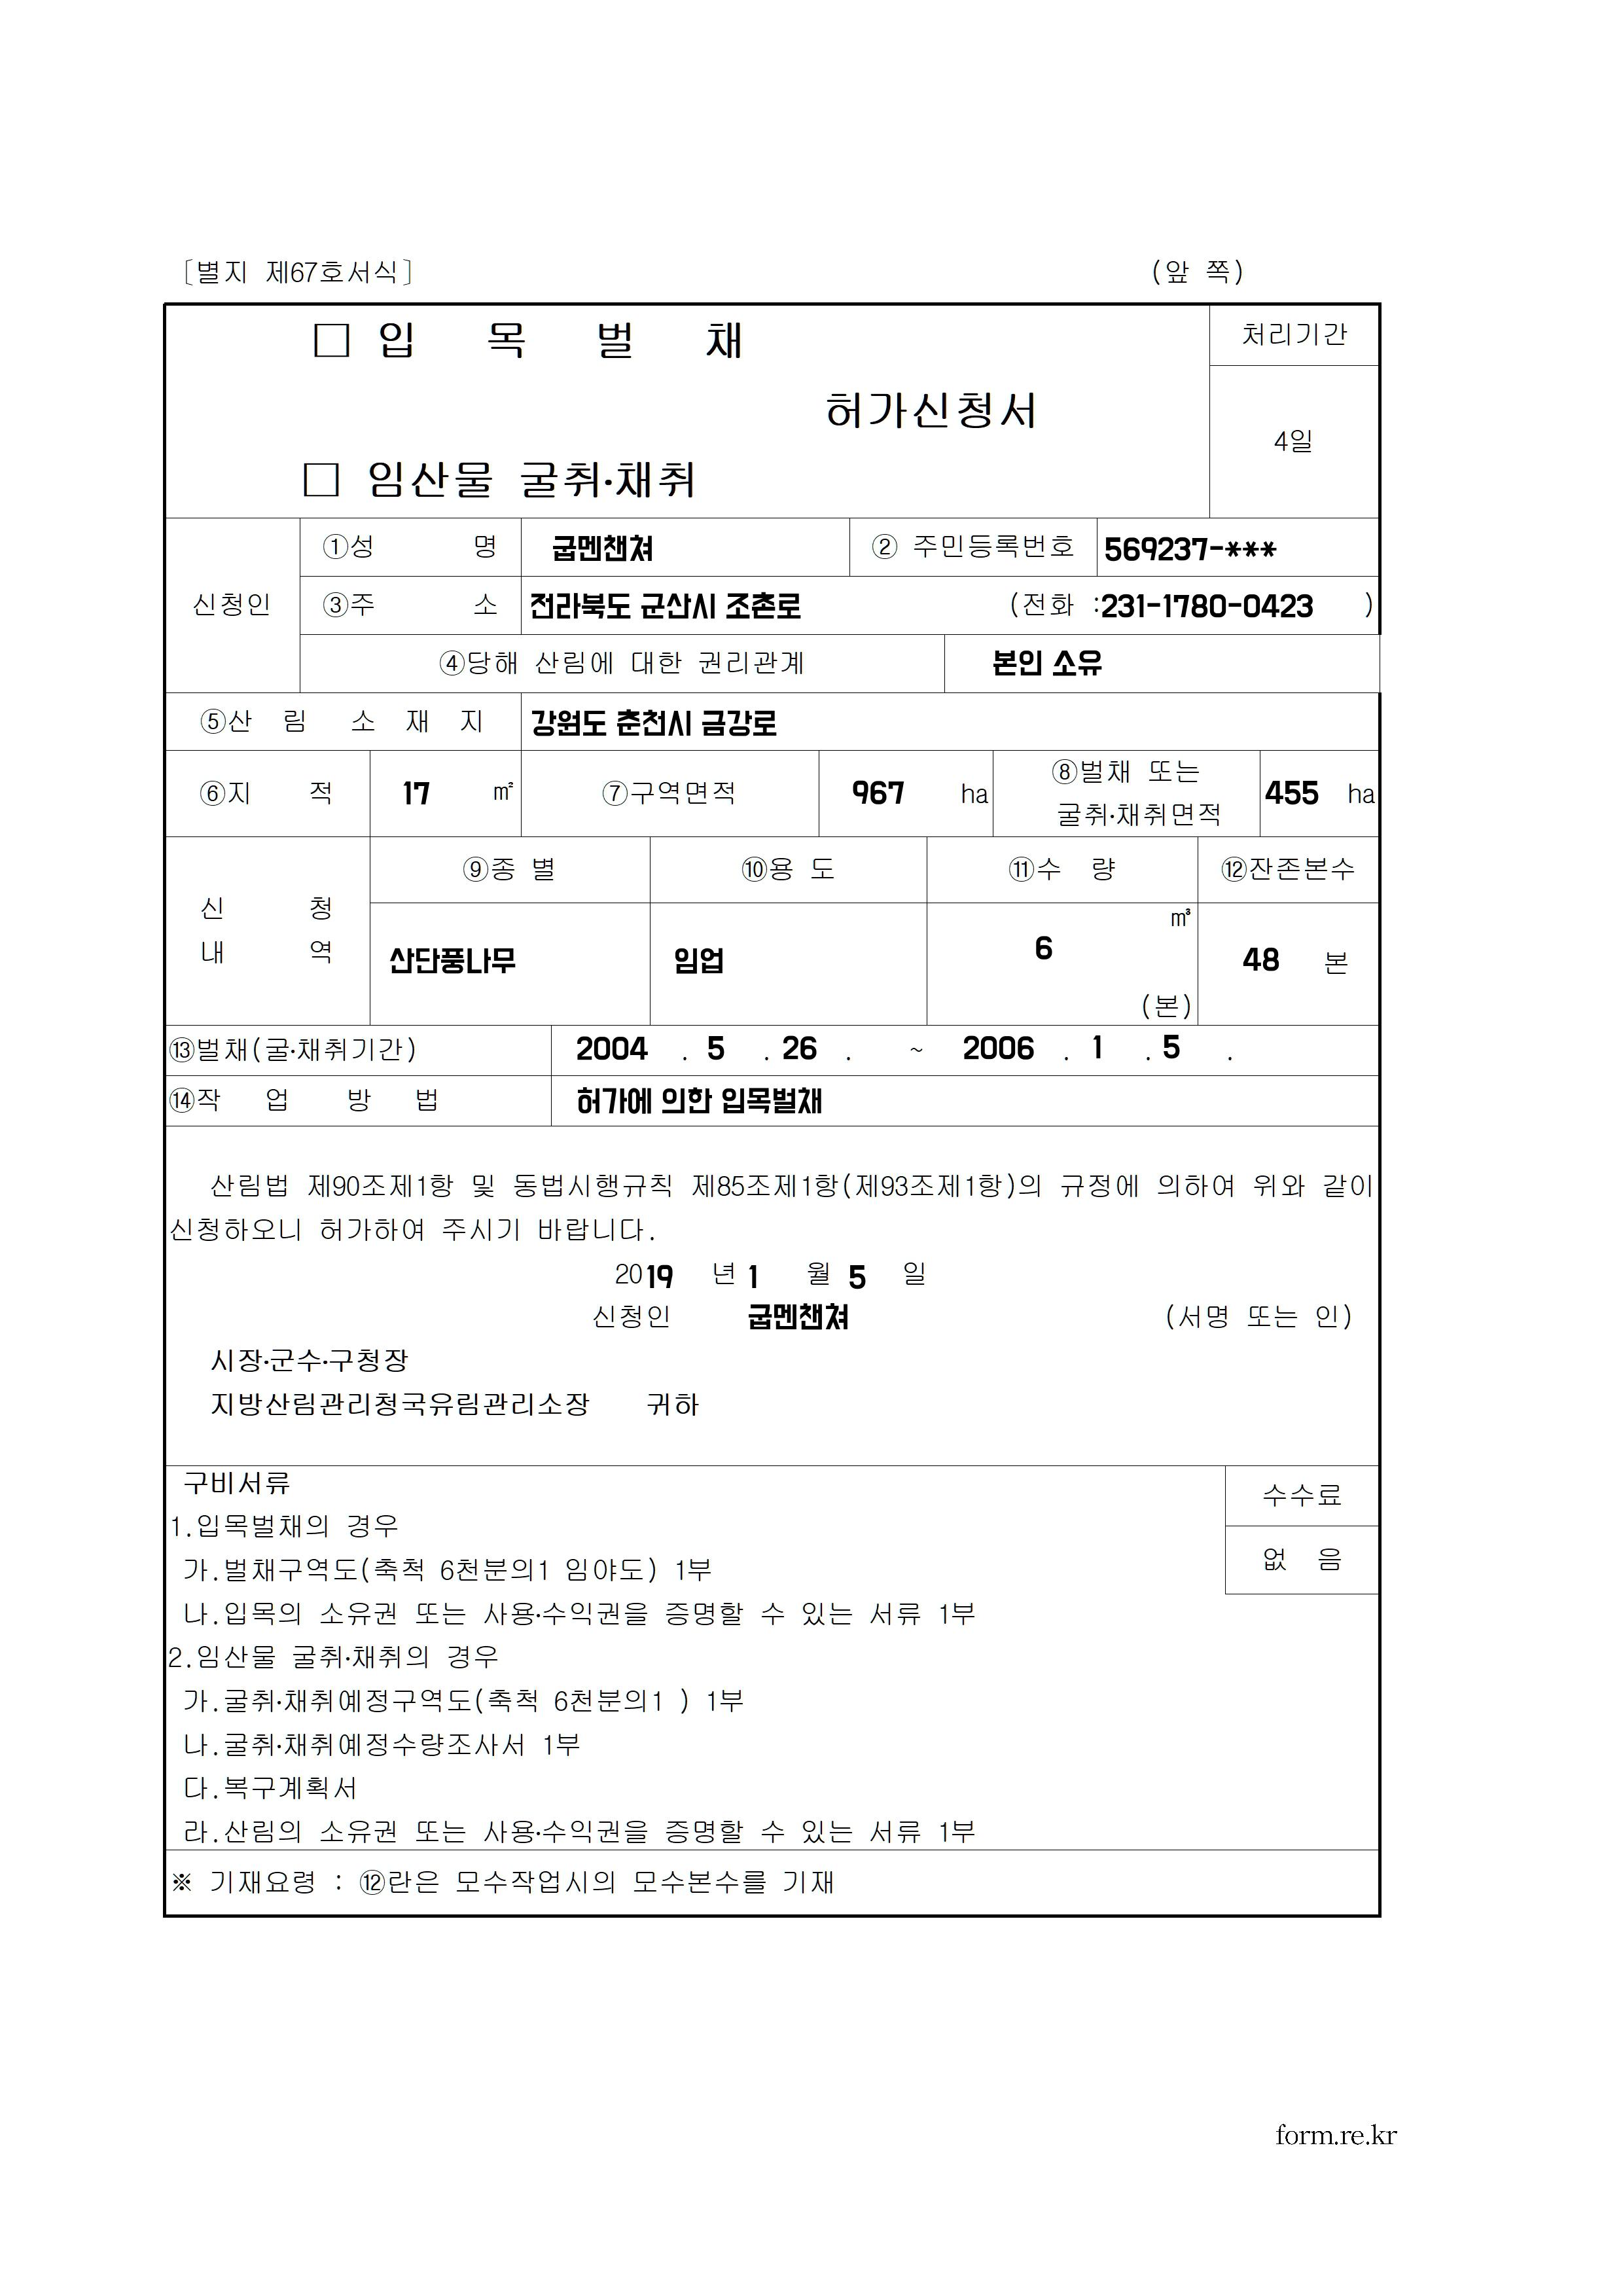 [별지 제67호서식] (앞 쪽)
□ 입 목 벌 채
처리기간
허가신청서
4일
□ 임산물 굴취·채취
신청인
①성 명 굽멘챈쳐 ② 주민등록번호 569237-***
③주 소 전라북도 군산시 조촌로 (전화 :231-1780-0423 )
④당해 산림에 대한 권리관계 본인 소유
⑤산 림 소 재 지 강원도 춘천시 금강로
⑥지 적 17 ㎡ ⑦구역면적 967 ha ⑧벌채 또는 굴취·채취면적 455 ha
신 청 내 역
⑨종 별 ⑩용 도 ⑪수 량 ⑫잔존본수
산단풍나무 임업 6 ㎥ (본) 48 본
⑬벌채(굴·채취기간) 2004 . 5 . 26 . ~ 2006 . 1 . 5 .
⑭작 업 방 법 허가에 의한 입목벌채
산림법 제90조제1항 및 동법시행규칙 제85조제1항(제93조제1항)의 규정에 의하여 위와 같이
신청하오니 허가하여 주시기 바랍니다.
2019 년 1 월 5 일
신청인 굽멘챈쳐 (서명 또는 인)
시장·군수·구청장
지방산림관리청국유림관리소장 귀하
구비서류
수수료
1.입목벌채의 경우
없 음
가.벌채구역도(축척 6천분의1 임야도) 1부
나.입목의 소유권 또는 사용·수익권을 증명할 수 있는 서류 1부
2.임산물 굴취·채취의 경우
가.굴취·채취예정구역도(축척 6천분의1 ) 1부
나.굴취·채취예정수량조사서 1부
다.복구계획서
라.산림의 소유권 또는 사용·수익권을 증명할 수 있는 서류 1부
※ 기재요령 : ⑫란은 모수작업시의 모수본수를 기재
form.re.kr